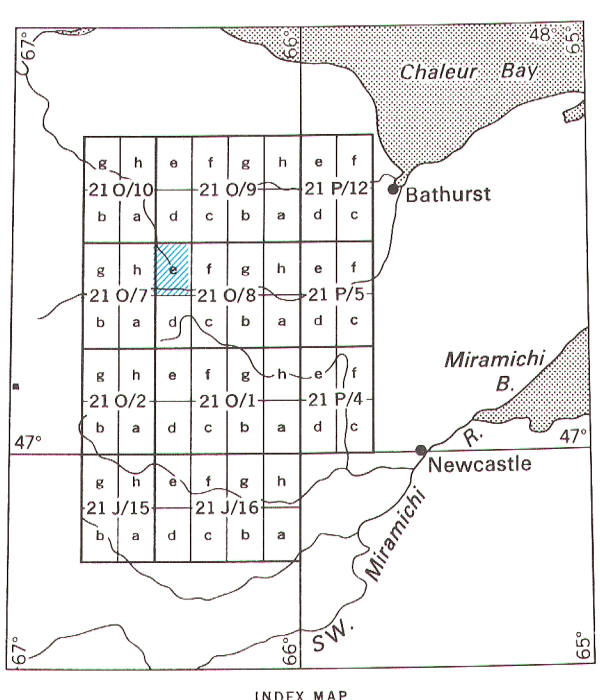 67° 66° 48° 65°
Chaleur Bay
g h e f g h e f
21 O/10 21 O/9 21 P/12
Bathurst
b a d c b a d c
g h e f g h e f
21 O/7 21 O/8 21 P/5
b a d c b a d c
Miramichi
B.
g h e f g h e f
21 O/2 21 O/1 21 P/4
b a d c b a d c
R.
47° 47°
Newcastle
g h e f g h
21 J/15 21 J/16
b a d c b a
Miramichi
SW.
67° 66° 65°
INDEX MAP